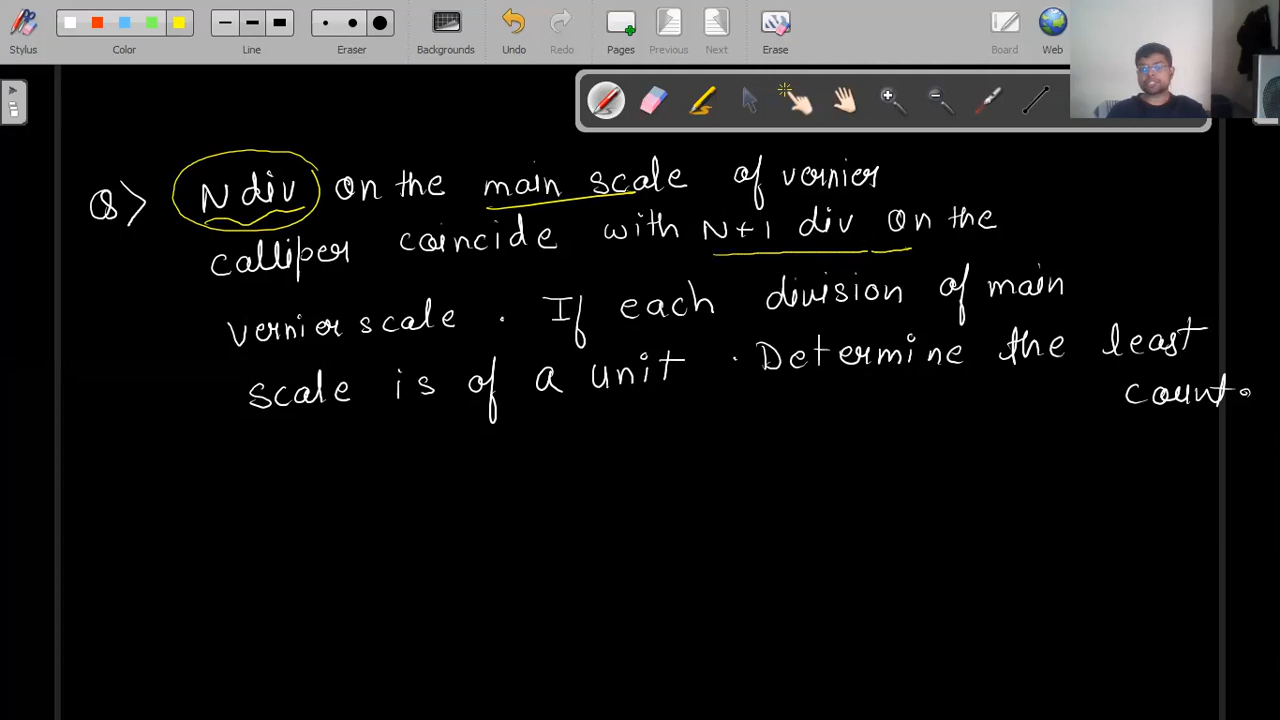 Stylus
Color
Line
Eraser
Backgrounds
Undo
Redo
Pages
Previous
Next
Erase
Board
Web
Q> N div on the main scale of vernier
calliper coincide with N+1 div on the
vernier scale. If each division of main
scale is of a unit. Determine the least
count.